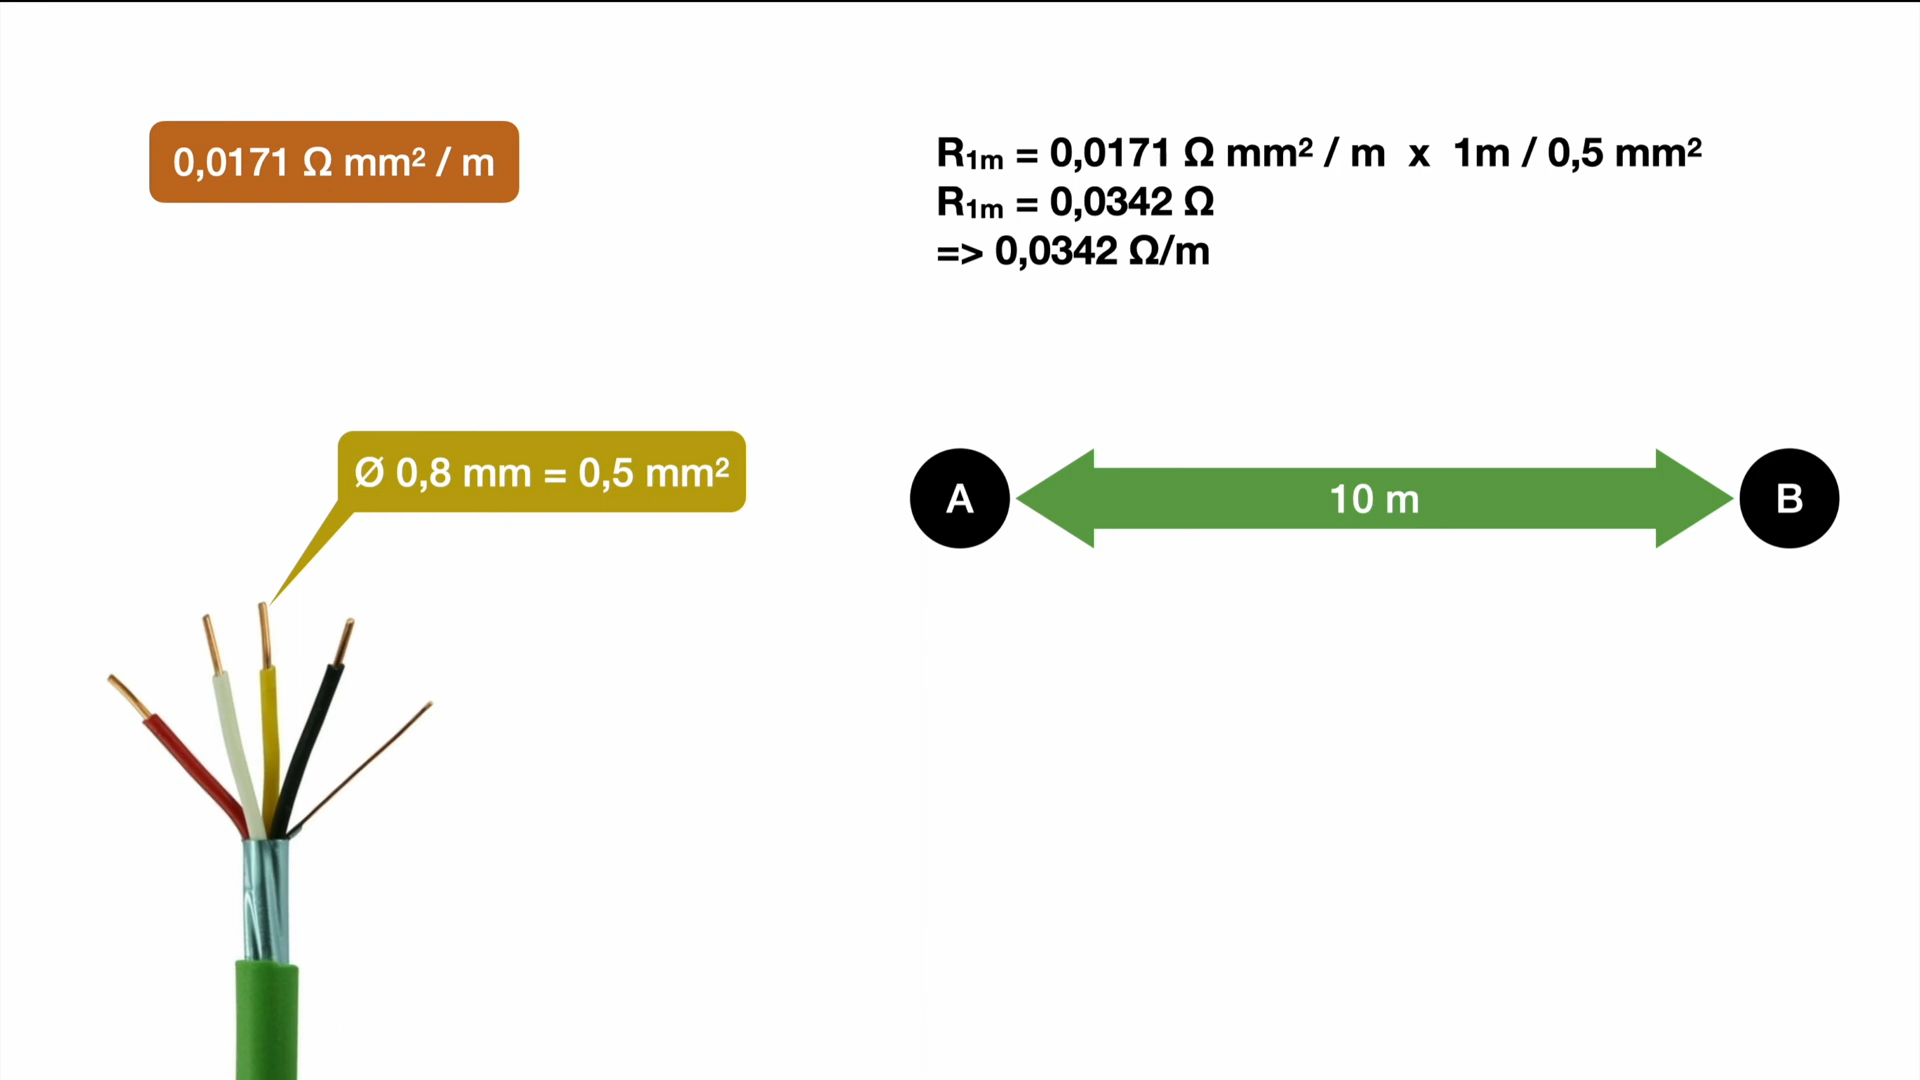 0,0171 Ω mm² / m
R₁ₘ = 0,0171 Ω mm² / m x 1m / 0,5 mm²
R₁ₘ = 0,0342 Ω
=> 0,0342 Ω/m
Ø 0,8 mm = 0,5 mm²
A 10 m B